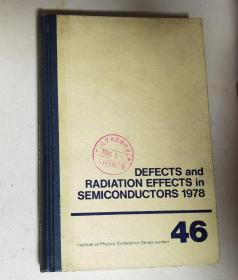 DEFECTS and
RADIATION EFFECTS in
SEMICONDUCTORS 1978
Institute of Physics Conference Series number
46